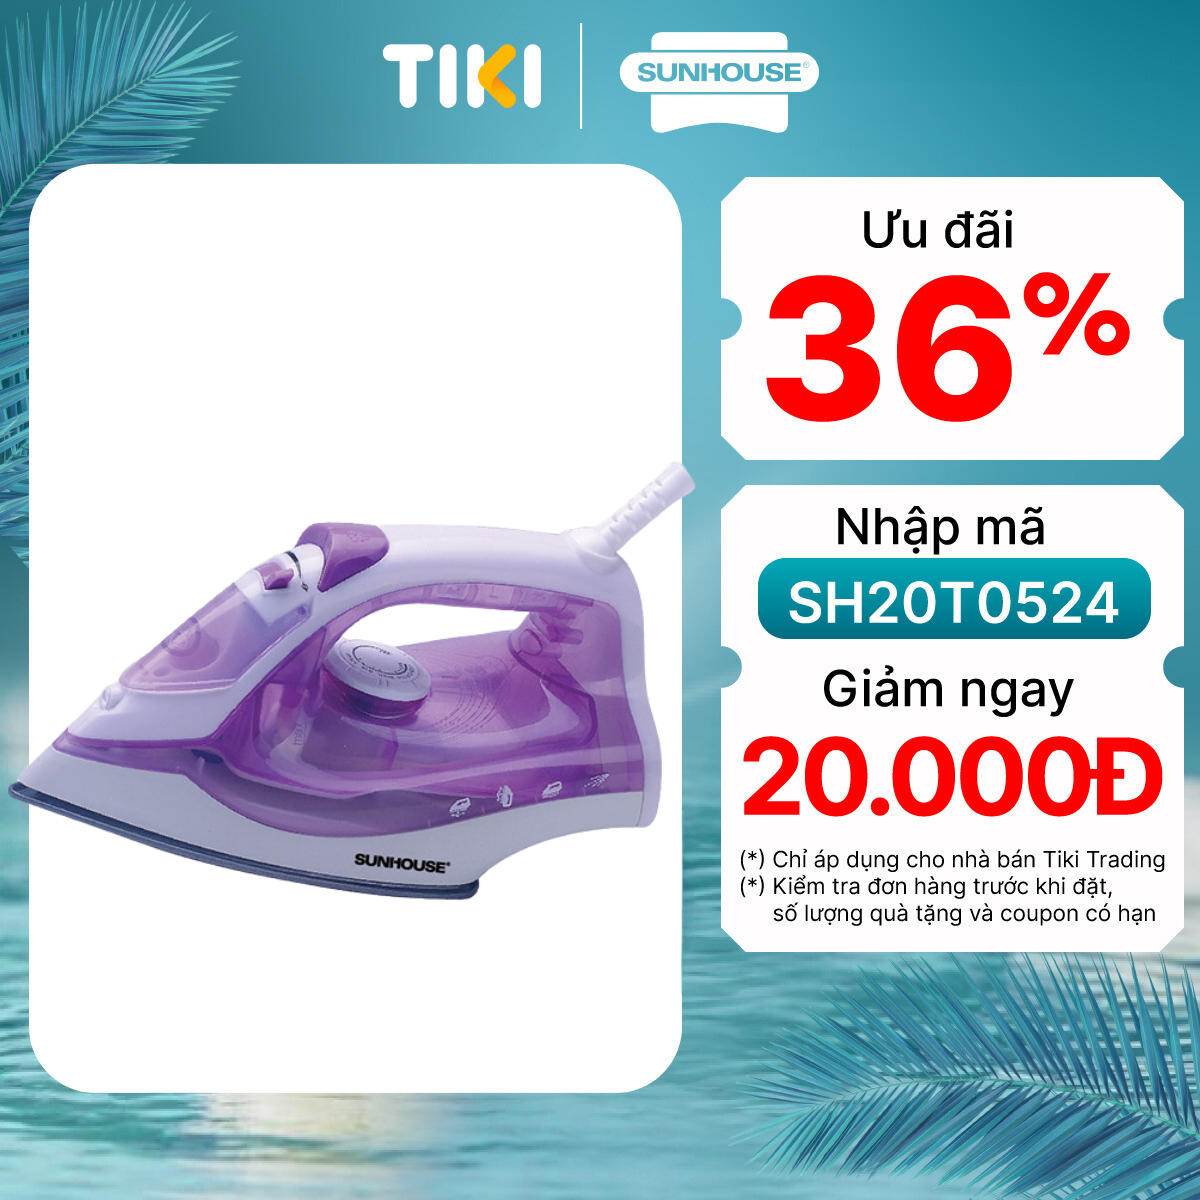 TIKI
SUNHOUSE®
Ưu đãi
36%
Nhập mã
SH20T0524
Giảm ngay
20.000Đ
(*) Chỉ áp dụng cho nhà bán Tiki Trading
(*) Kiểm tra đơn hàng trước khi đặt,
số lượng quà tặng và coupon có hạn
SUNHOUSE®